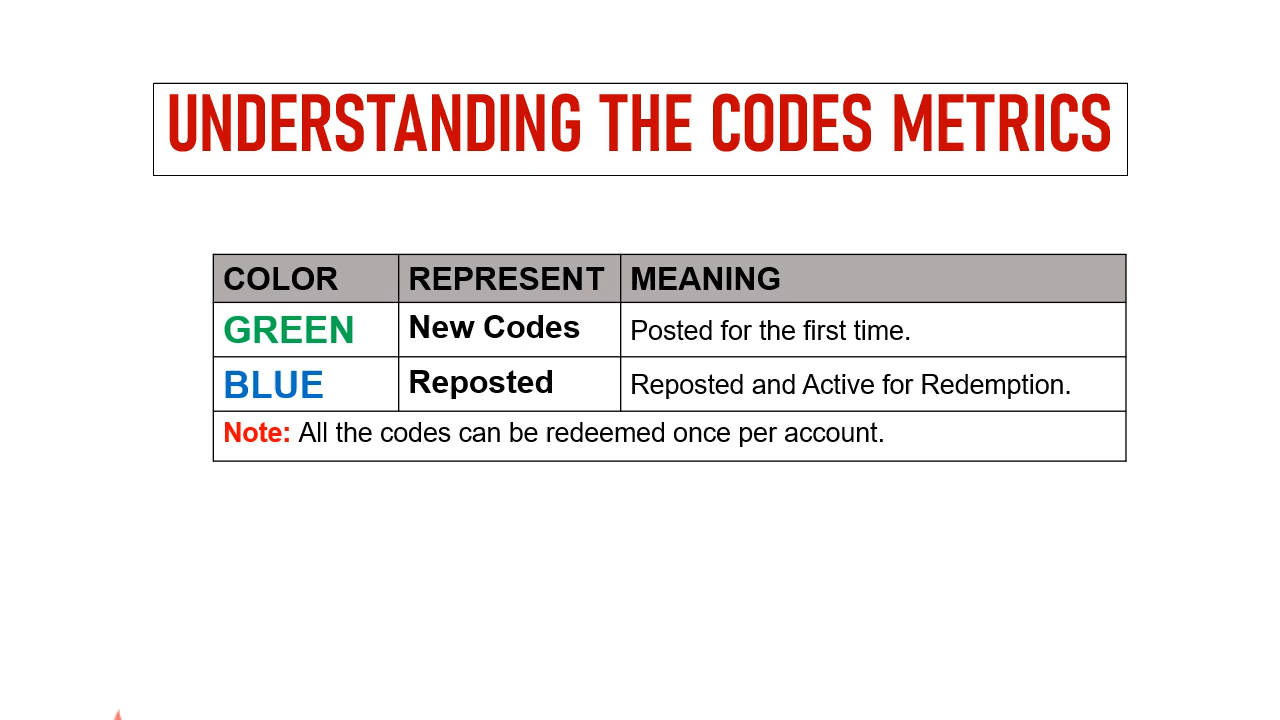 UNDERSTANDING THE CODES METRICS
COLOR REPRESENT MEANING
GREEN New Codes Posted for the first time.
BLUE Reposted Reposted and Active for Redemption.
Note: All the codes can be redeemed once per account.